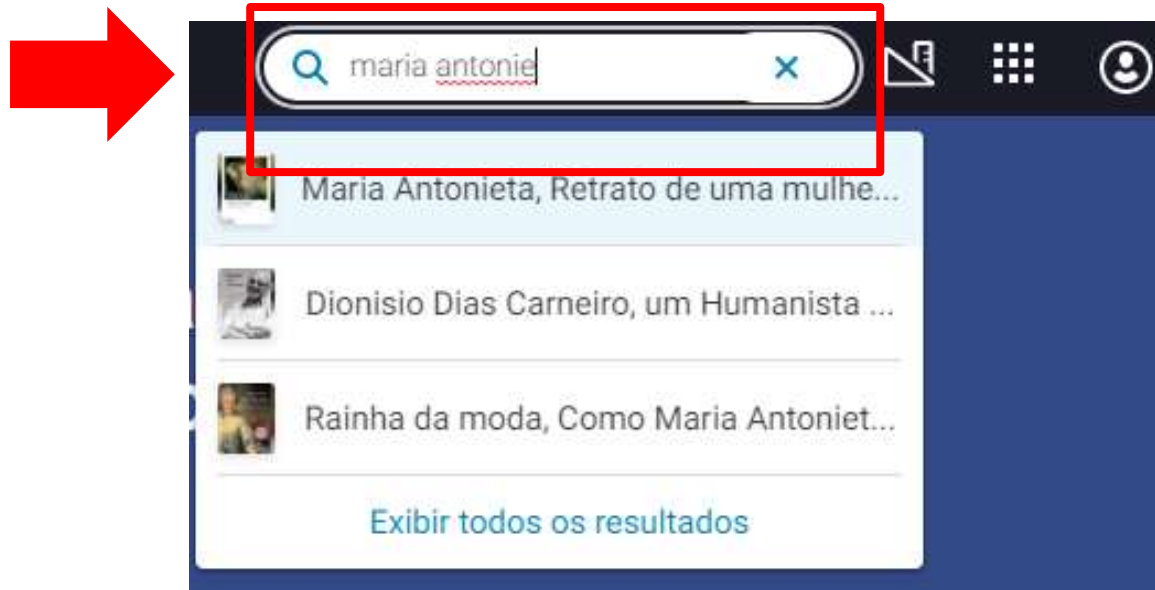 maria antonie
Maria Antonieta, Retrato de uma mulhe...
Dionisio Dias Carneiro, um Humanista ...
Rainha da moda, Como Maria Antoniet...
Exibir todos os resultados